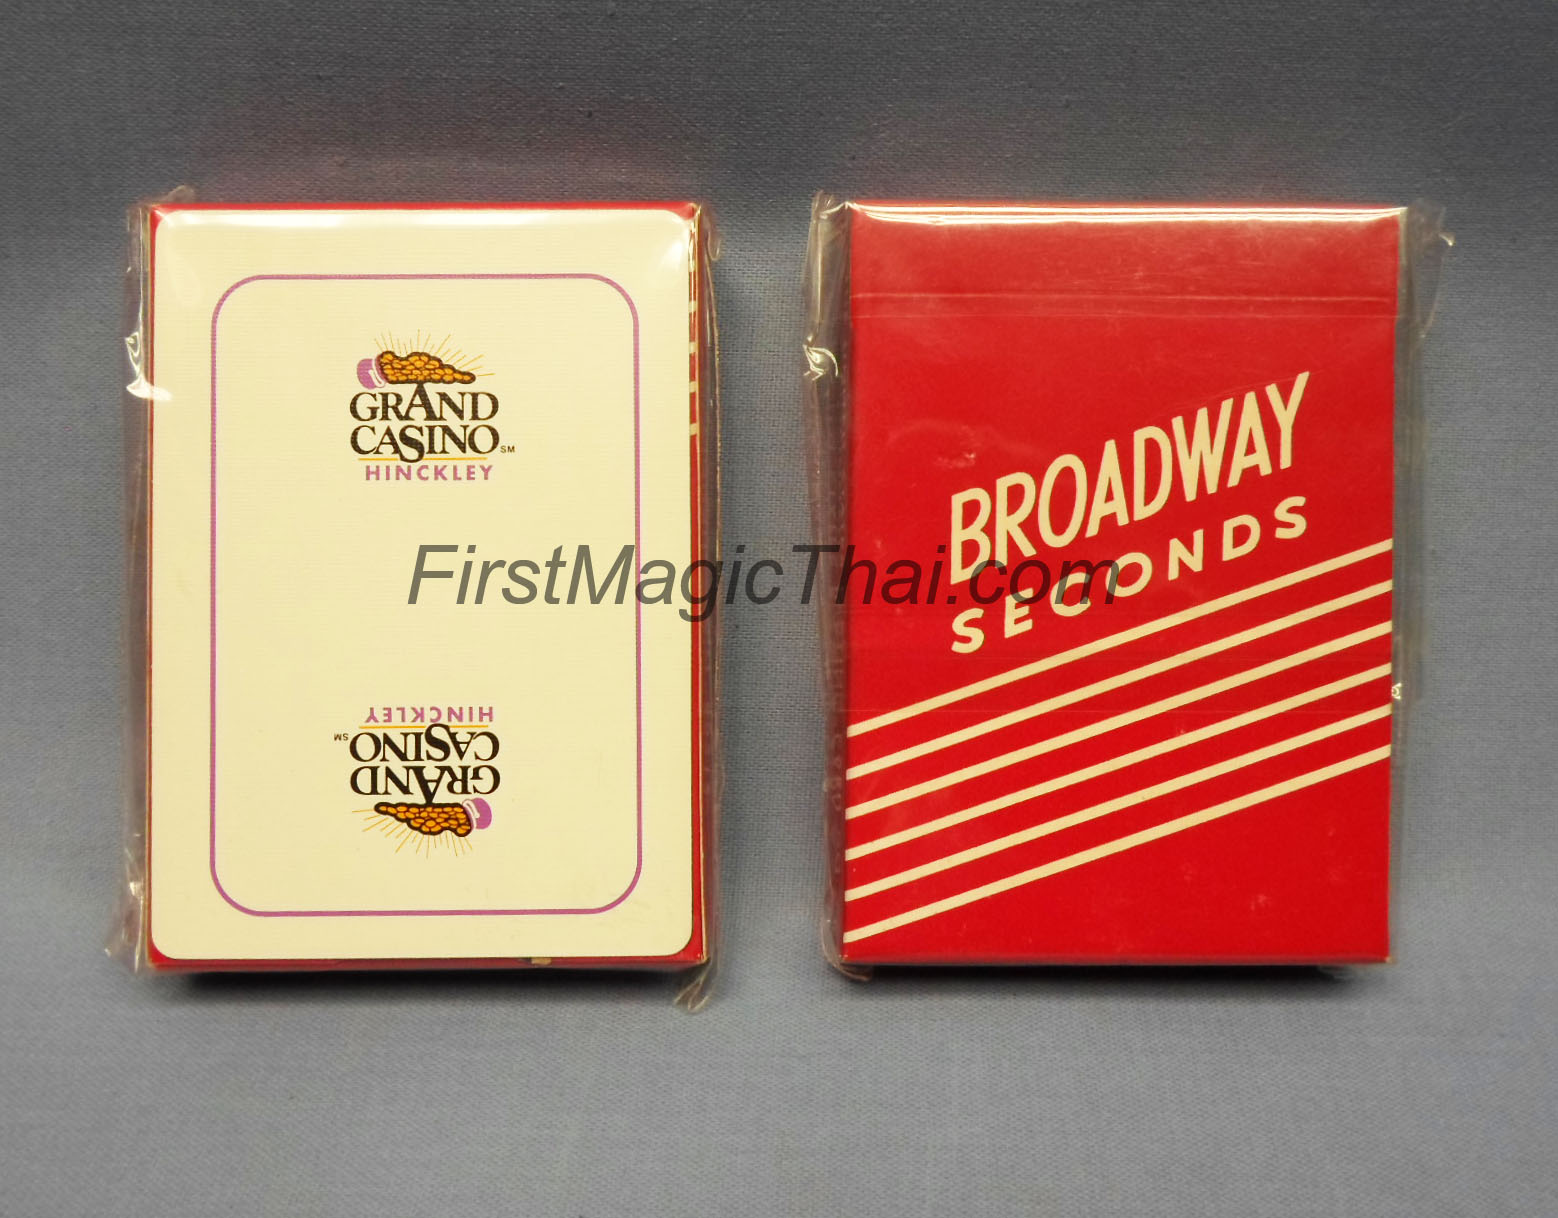 GRAND
CASINO SM
HINCKLEY
HINCKLEY
CASINO SM
GRAND
BROADWAY
SECONDS
FirstMagicThai.com